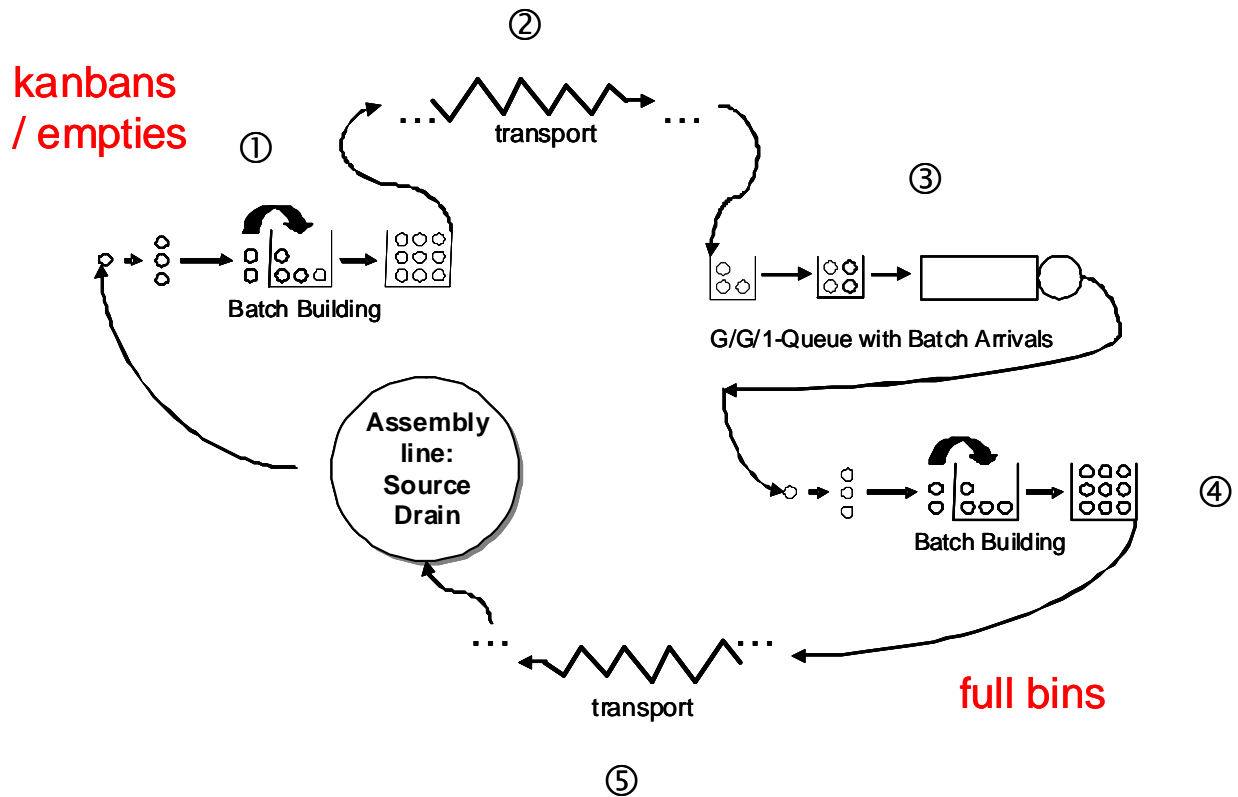 ②
kanbans
/ empties
...
...
transport
①
③
Batch Building
G/G/1-Queue with Batch Arrivals
Assembly
line:
Source
Drain
④
Batch Building
...
...
transport
full bins
⑤